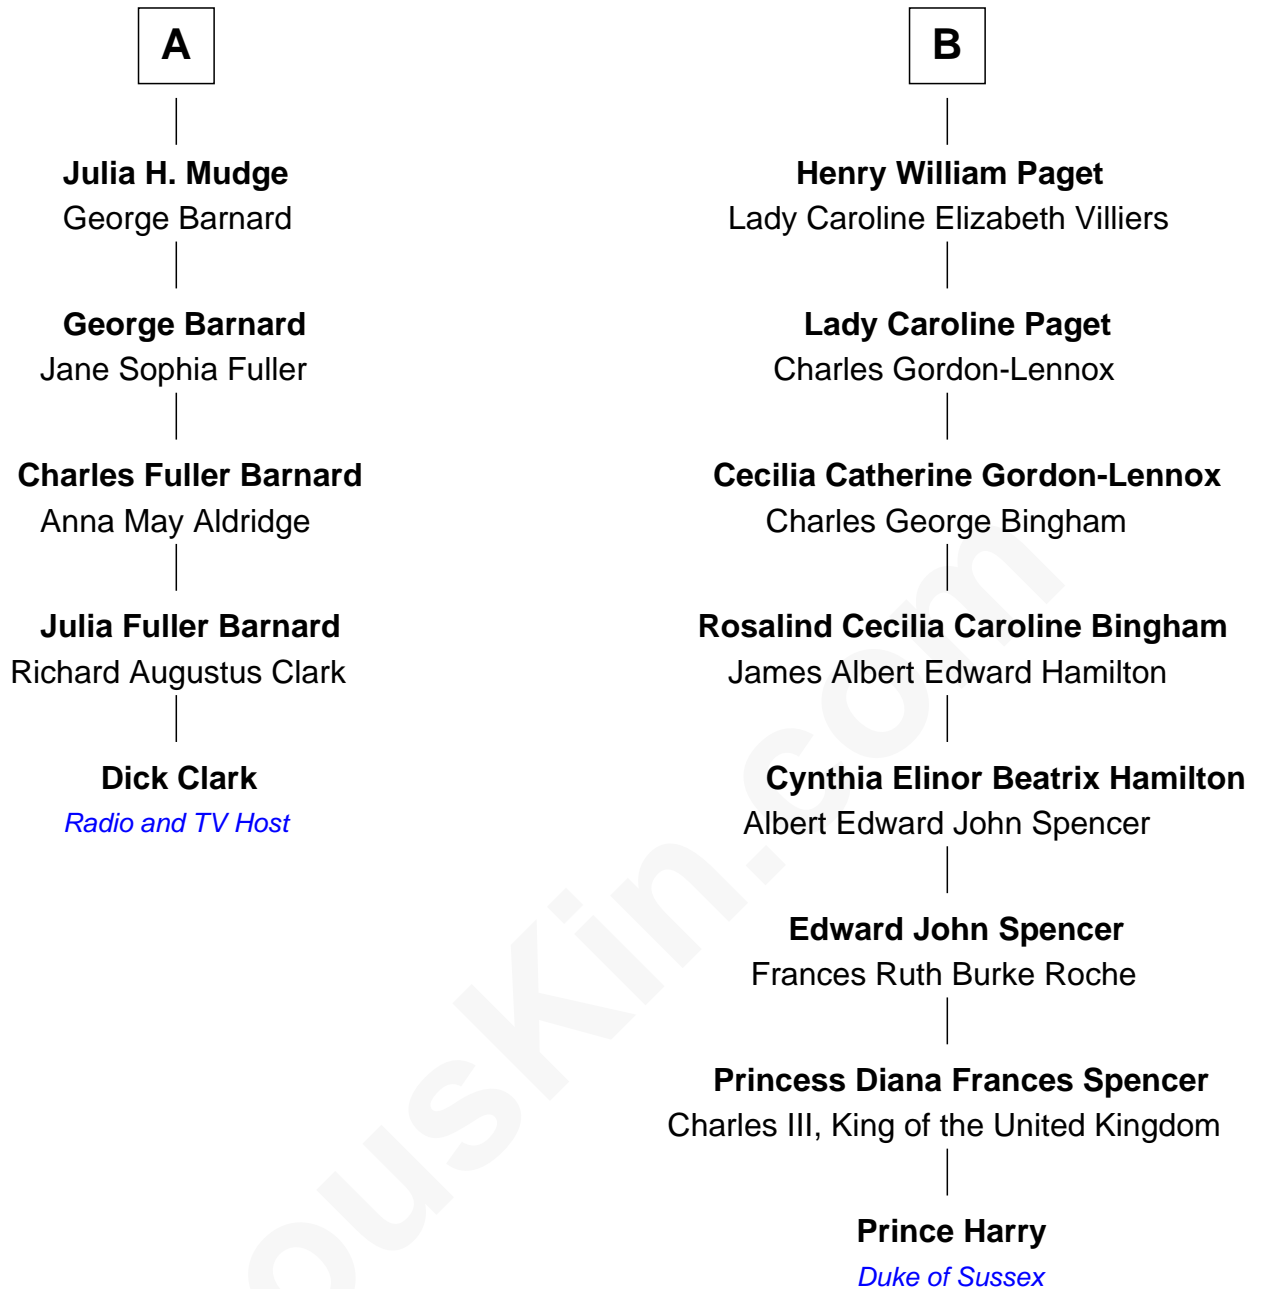 A
Julia H. Mudge
George Barnard
George Barnard
Jane Sophia Fuller
Charles Fuller Barnard
Anna May Aldridge
Julia Fuller Barnard
Richard Augustus Clark
Dick Clark
Radio and TV Host
B
Henry William Paget
Lady Caroline Elizabeth Villiers
Lady Caroline Paget
Charles Gordon-Lennox
Cecilia Catherine Gordon-Lennox
Charles George Bingham
Rosalind Cecilia Caroline Bingham
James Albert Edward Hamilton
Cynthia Elinor Beatrix Hamilton
Albert Edward John Spencer
Edward John Spencer
Frances Ruth Burke Roche
Princess Diana Frances Spencer
Charles III, King of the United Kingdom
Prince Harry
Duke of Sussex
ousKin.com